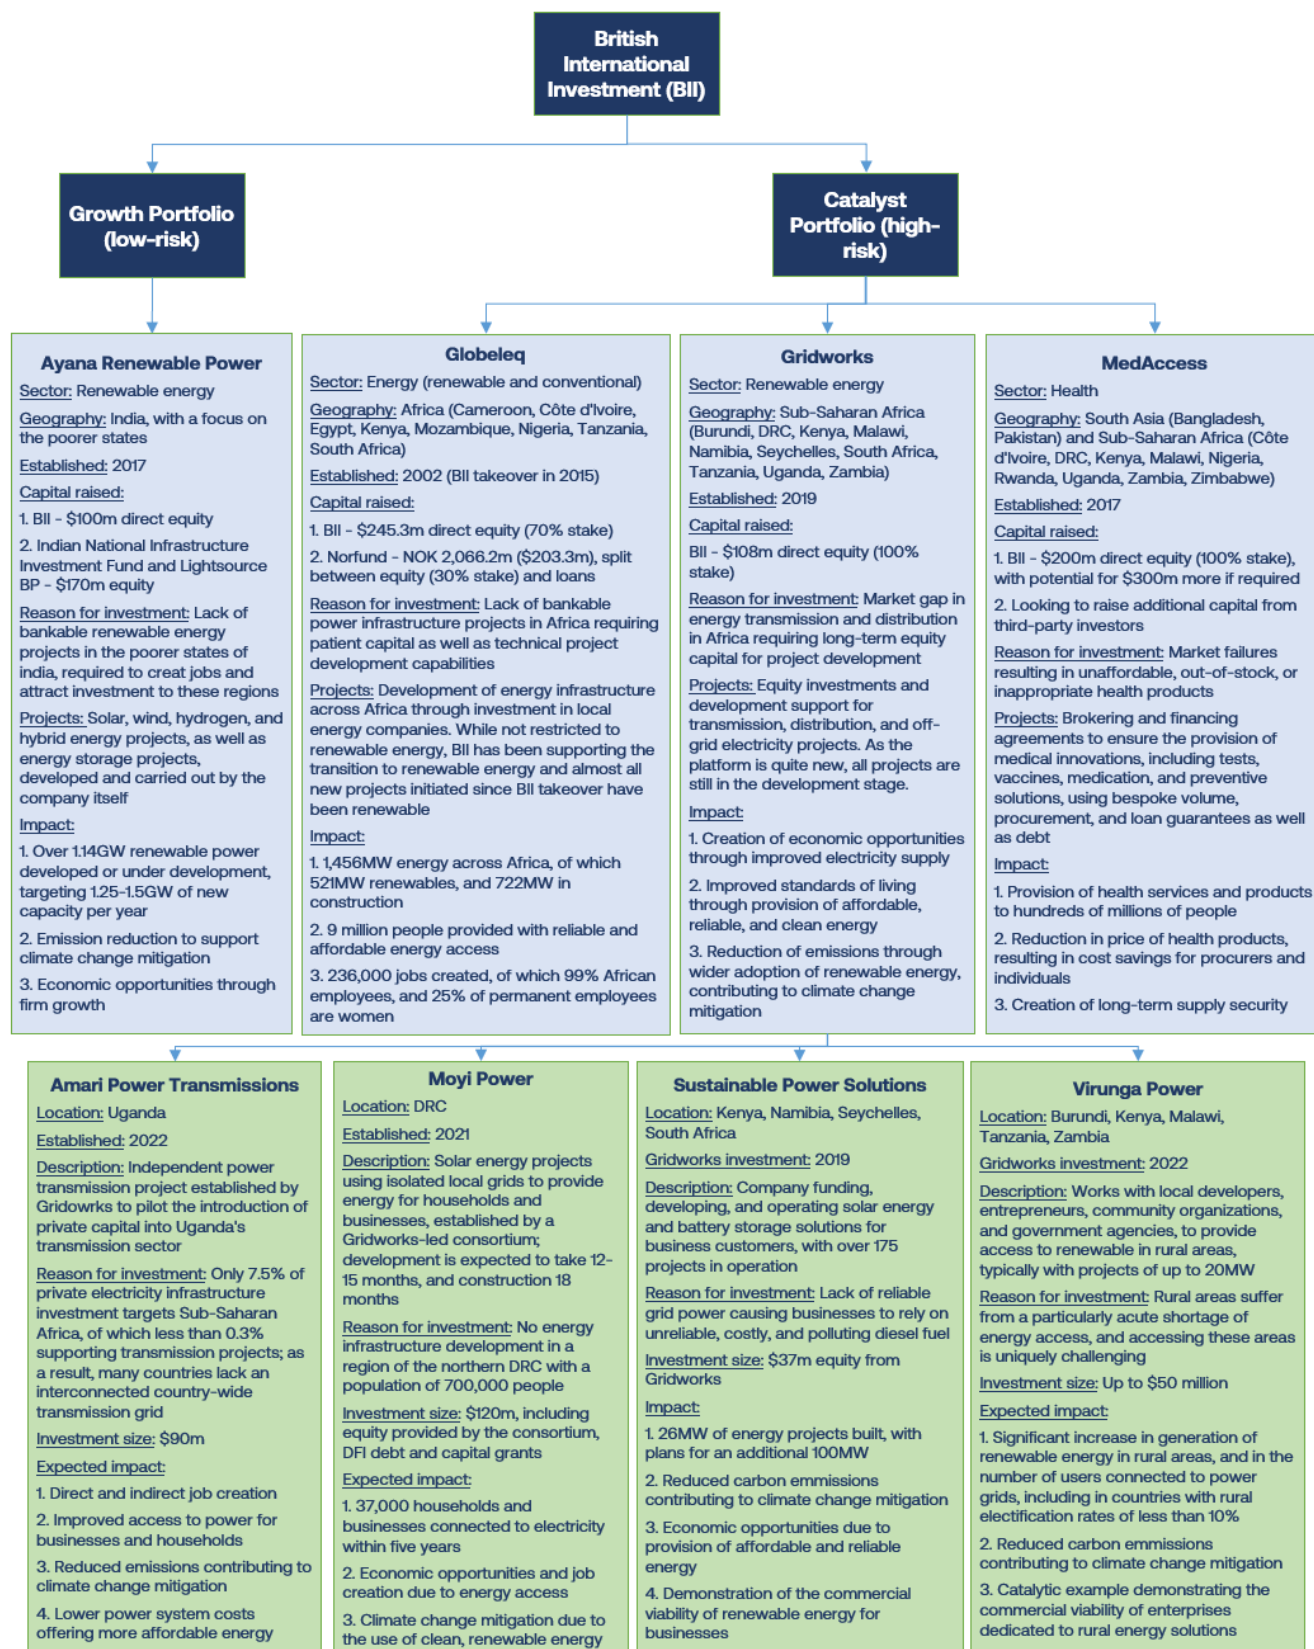 British
International
Investment (BII)
Growth Portfolio
(low-risk)
Catalyst
Portfolio (high-
risk)
Ayana Renewable Power
Sector: Renewable energy
Geography: India, with a focus on
the poorer states
Established: 2017
Capital raised:
1. BII - $100m direct equity
2. Indian National Infrastructure
Investment Fund and Lightsource
BP - $170m equity
Reason for investment: Lack of
bankable renewable energy
projects in the poorer states of
india, required to creat jobs and
attract investment to these regions
Projects: Solar, wind, hydrogen, and
hybrid energy projects, as well as
energy storage projects,
developed and carried out by the
company itself
Impact:
1. Over 1.14GW renewable power
developed or under development,
targeting 1.25-1.5GW of new
capacity per year
2. Emission reduction to support
climate change mitigation
3. Economic opportunities through
firm growth
Globeleq
Sector: Energy (renewable and conventional)
Geography: Africa (Cameroon, Côte d'Ivoire,
Egypt, Kenya, Mozambique, Nigeria, Tanzania,
South Africa)
Established: 2002 (BII takeover in 2015)
Capital raised:
1. BII - $245.3m direct equity (70% stake)
2. Norfund - NOK 2,066.2m ($203.3m), split
between equity (30% stake) and loans
Reason for investment: Lack of bankable
power infrastructure projects in Africa requiring
patient capital as well as technical project
development capabilities
Projects: Development of energy infrastructure
across Africa through investment in local
energy companies. While not restricted to
renewable energy, BII has been supporting the
transition to renewable energy and almost all
new projects initiated since BII takeover have
been renewable
Impact:
1. 1,456MW energy across Africa, of which
521MW renewables, and 722MW in
construction
2. 9 million people provided with reliable and
affordable energy access
3. 236,000 jobs created, of which 99% African
employees, and 25% of permanent employees
are women
Gridworks
Sector: Renewable energy
Geography: Sub-Saharan Africa
(Burundi, DRC, Kenya, Malawi,
Namibia, Seychelles, South Africa,
Tanzania, Uganda, Zambia)
Established: 2019
Capital raised:
BII - $108m direct equity (100%
stake)
Reason for investment: Market gap in
energy transmission and distribution
in Africa requiring long-term equity
capital for project development
Projects: Equity investments and
development support for
transmission, distribution, and off-
grid electricity projects. As the
platform is quite new, all projects are
still in the development stage.
Impact:
1. Creation of economic opportunities
through improved electricity supply
2. Improved standards of living
through provision of affordable,
reliable, and clean energy
3. Reduction of emissions through
wider adoption of renewable energy,
contributing to climate change
mitigation
MedAccess
Sector: Health
Geography: South Asia (Bangladesh,
Pakistan) and Sub-Saharan Africa (Côte
d'Ivoire, DRC, Kenya, Malawi, Nigeria,
Rwanda, Uganda, Zambia, Zimbabwe)
Established: 2017
Capital raised:
1. BII - $200m direct equity (100% stake),
with potential for $300m more if required
2. Looking to raise additional capital from
third-party investors
Reason for investment: Market failures
resulting in unaffordable, out-of-stock, or
inappropriate health products
Projects: Brokering and financing
agreements to ensure the provision of
medical innovations, including tests,
vaccines, medication, and preventive
solutions, using bespoke volume,
procurement, and loan guarantees as well
as debt
Impact:
1. Provision of health services and products
to hundreds of millions of people
2. Reduction in price of health products,
resulting in cost savings for procurers and
individuals
3. Creation of long-term supply security
Amari Power Transmissions
Location: Uganda
Established: 2022
Description: Independent power
transmission project established by
Gridowrks to pilot the introduction of
private capital into Uganda's
transmission sector
Reason for investment: Only 7.5% of
private electricity infrastructure
investment targets Sub-Saharan
Africa, of which less than 0.3%
supporting transmission projects; as
a result, many countries lack an
interconnected country-wide
transmission grid
Investment size: $90m
Expected impact:
1. Direct and indirect job creation
2. Improved access to power for
businesses and households
3. Reduced emissions contributing to
climate change mitigation
4. Lower power system costs
offering more affordable energy
Moyi Power
Location: DRC
Established: 2021
Description: Solar energy projects
using isolated local grids to provide
energy for households and
businesses, established by a
Gridworks-led consortium;
development is expected to take 12-
15 months, and construction 18
months
Reason for investment: No energy
infrastructure development in a
region of the northern DRC with a
population of 700,000 people
Investment size: $120m, including
equity provided by the consortium,
DFI debt and capital grants
Expected impact:
1. 37,000 households and
businesses connected to electricity
within five years
2. Economic opportunities and job
creation due to energy access
3. Climate change mitigation due to
the use of clean, renewable energy
Sustainable Power Solutions
Location: Kenya, Namibia, Seychelles,
South Africa
Gridworks investment: 2019
Description: Company funding,
developing, and operating solar energy
and battery storage solutions for
business customers, with over 175
projects in operation
Reason for investment: Lack of reliable
grid power causing businesses to rely on
unreliable, costly, and polluting diesel fuel
Investment size: $37m equity from
Gridworks
Impact:
1. 26MW of energy projects built, with
plans for an additional 100MW
2. Reduced carbon emmissions
contributing to climate change mitigation
3. Economic opportunities due to
provision of affordable and reliable
energy
4. Demonstration of the commercial
viability of renewable energy for
businesses
Virunga Power
Location: Burundi, Kenya, Malawi,
Tanzania, Zambia
Gridworks investment: 2022
Description: Works with local developers,
entrepreneurs, community organizations,
and government agencies, to provide
access to renewable in rural areas,
typically with projects of up to 20MW
Reason for investment: Rural areas suffer
from a particularly acute shortage of
energy access, and accessing these areas
is uniquely challenging
Investment size: Up to $50 million
Expected impact:
1. Significant increase in generation of
renewable energy in rural areas, and in the
number of users connected to power
grids, including in countries with rural
electification rates of less than 10%
2. Reduced carbon emmissions
contributing to climate change mitigation
3. Catalytic example demonstrating the
commercial viability of enterprises
dedicated to rural energy solutions